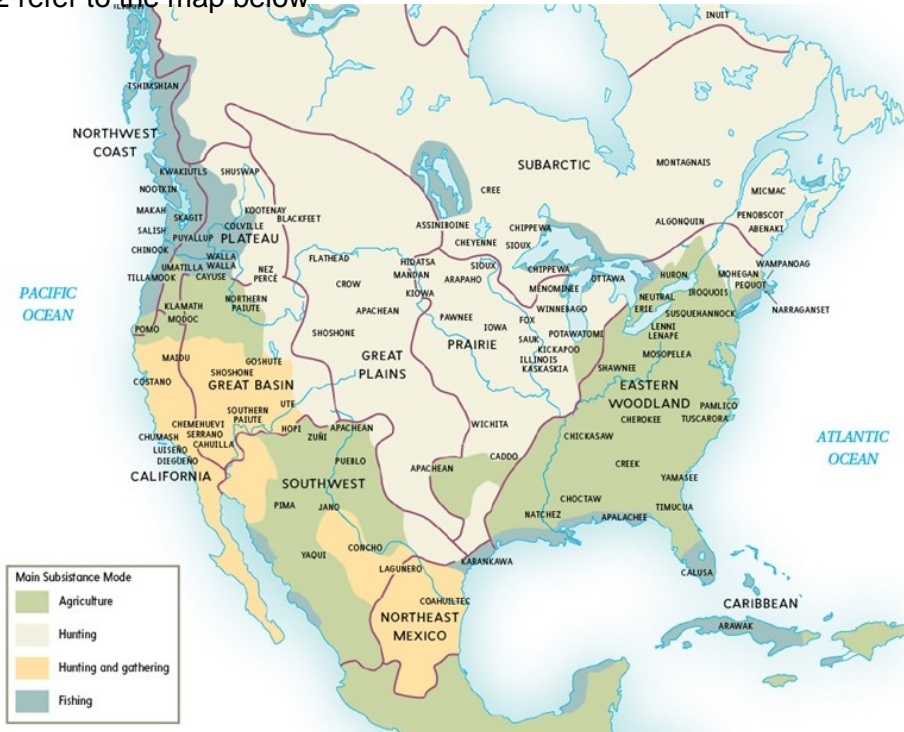 2 refer to the map below
INUIT
TSHIMSHIAN
NORTHWEST
COAST
SUBARCTIC
MONTAGNAIS
KWAKIUTLS
SHUSWAP
CREE
MICMAC
NOOTKIN
MAKAH
SKAGIT
KOOTENAY
BLACKFEET
PENOBSCOT
ABENAKI
ALGONQUIN
SALISH
PUYALLUP
COLVILLE
PLATEAU
ASSINIBOINE
CHIPPEWA
CHEYENNE
SIOUX
CHINOOK
WALLA
WALLA
UMATILLA
CAYUSE
TILLAMOOK
NEZ
PERCÉ
FLATHEAD
HIDATSA
MANDAN
SIOUX
ARAPAHO
KIOWA
CHIPPEWA
MENOMINEE
OTTAWA
HURON
WAMPANOAG
MOHEGAN
PEQUOT
IROQUOIS
NARRAGANSET
PACIFIC
OCEAN
NORTHERN
PAIUTE
CROW
APACHEAN
WINNEBAGO
NEUTRAL
ERIE
SUSQUEHANNOCK
KLAMATH
MODOC
POMO
SHOSHONE
PAWNEE
IOWA
FOX
SAUK
POTAWATOMI
KICKAPOO
ILLINOIS
KASKASKIA
LENNI
LENAPE
MOSOPELEA
SHAWNEE
PRAIRIE
GREAT
PLAINS
MAIDU
GOSHUTE
SHOSHONE
GREAT BASIN
COSTANO
UTE
SOUTHERN
PAIUTE
EASTERN
WOODLAND
CHEROKEE
PAMLICO
TUSCARORA
CHEMEHUEVI
SERRANO
CAHUILLA
CHUMASH
LUISEÑO
DIEGUEÑO
CALIFORNIA
HOPI
ZUÑI
APACHEAN
PUEBLO
WICHITA
CADDO
APACHEAN
CHICKASAW
ATLANTIC
OCEAN
CREEK
YAMASEE
SOUTHWEST
PIMA
JANO
CHOCTAW
NATCHEZ
APALACHEE
TIMUCUA
YAQUI
CONCHO
LAGUNERO
KARANKAWA
CALUSA
COAHUILTEC
NORTHEAST
MEXICO
CARIBBEAN
ARAWAK
Main Subsistance Mode
Agriculture
Hunting
Hunting and gathering
Fishing